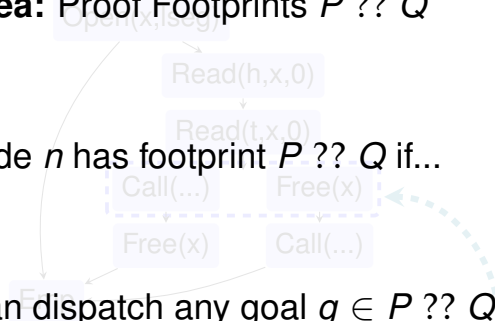 ea: Proof Footprints P ?? Q
Open(x,lseg)
Read(h,x,0)
Read(t,x,0)
de n has footprint P ?? Q if...
Call(...) Free(x)
Free(x) Call(...)
an dispatch any goal g ∈ P ?? Q